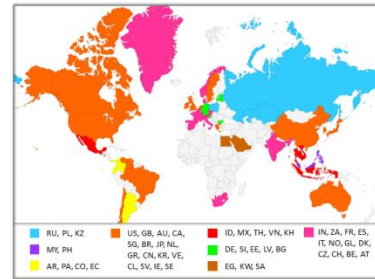 RU, PL, KZ
MY, PH
AR, PA, CO, EC
US, GB, AU, CA,
SG, BR, JP, NL,
GR, CN, KR, VE,
CL, SV, IE, SE
ID, MX, TH, VN, KH
DE, SI, EE, LV, BG
EG, KW, SA
IN, ZA, FR, ES,
IT, NO, GL, DK,
CZ, CH, BE, AT